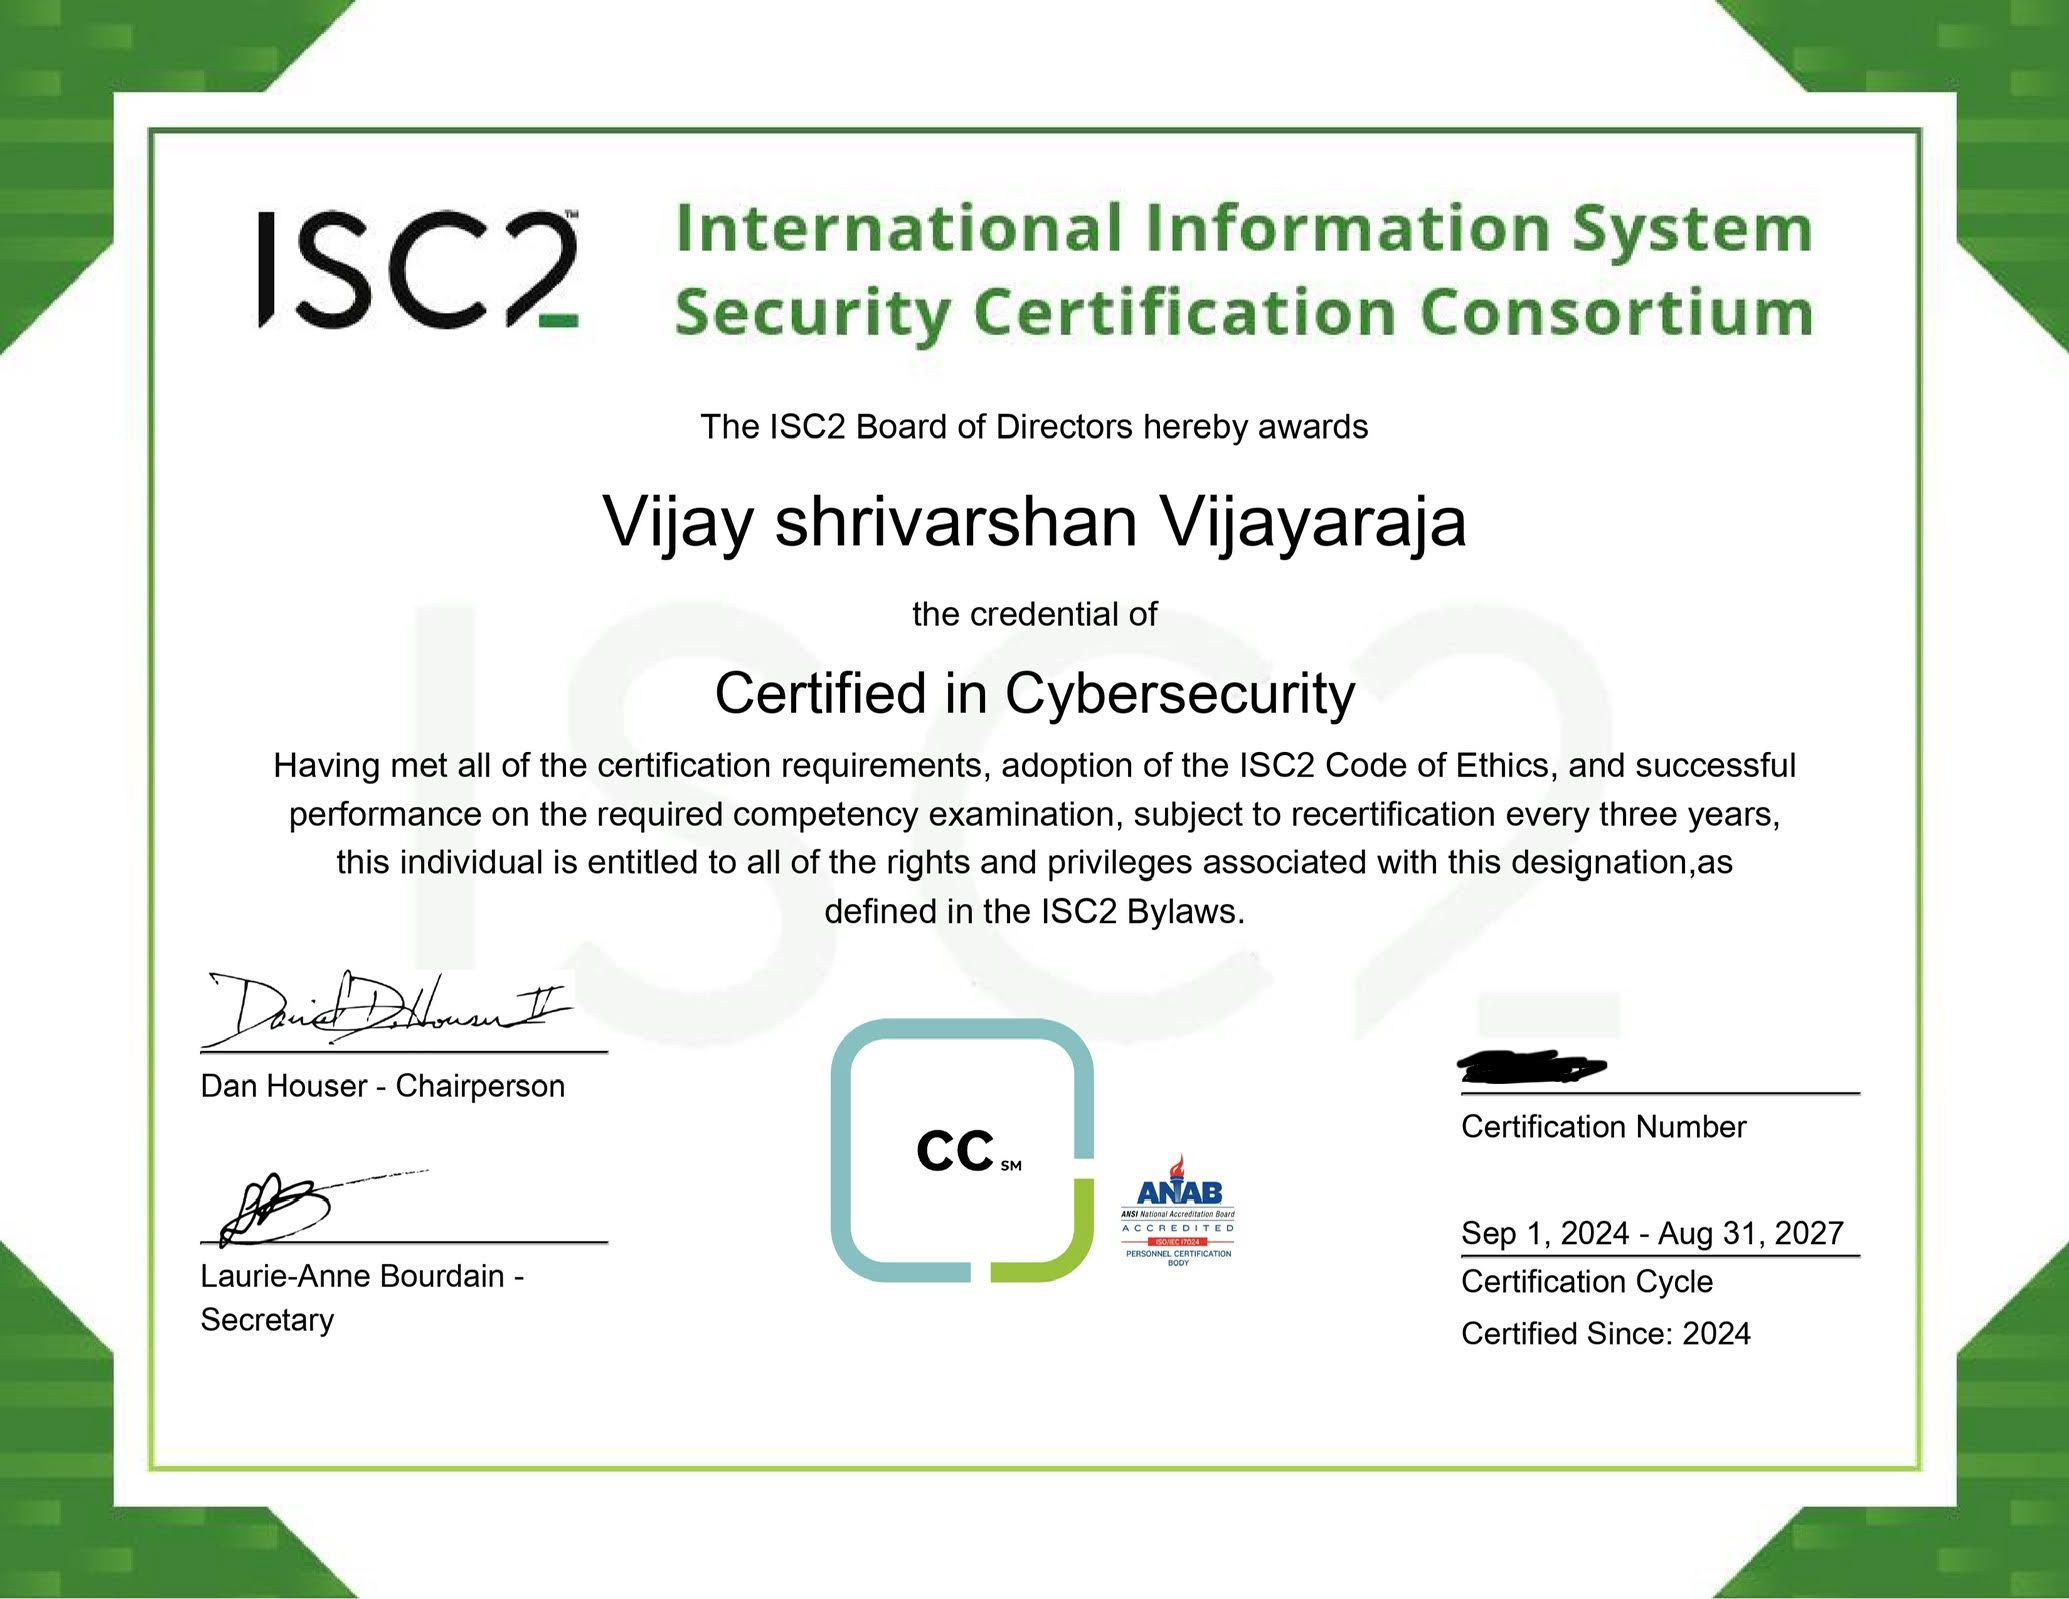 ISC2™
International Information System
Security Certification Consortium
The ISC2 Board of Directors hereby awards
Vijay shrivarshan Vijayaraja
the credential of
Certified in Cybersecurity
Having met all of the certification requirements, adoption of the ISC2 Code of Ethics, and successful
performance on the required competency examination, subject to recertification every three years,
this individual is entitled to all of the rights and privileges associated with this designation,as
defined in the ISC2 Bylaws.
ISC2
David D. Houser II
Dan Houser - Chairperson
Laurie-Anne Bourdain -
Secretary
CC SM
ANAB
ANSI National Accreditation Board
ACCREDITED
ISO/IEC 17024
PERSONNEL CERTIFICATION
BODY
Certification Number
Sep 1, 2024 - Aug 31, 2027
Certification Cycle
Certified Since: 2024